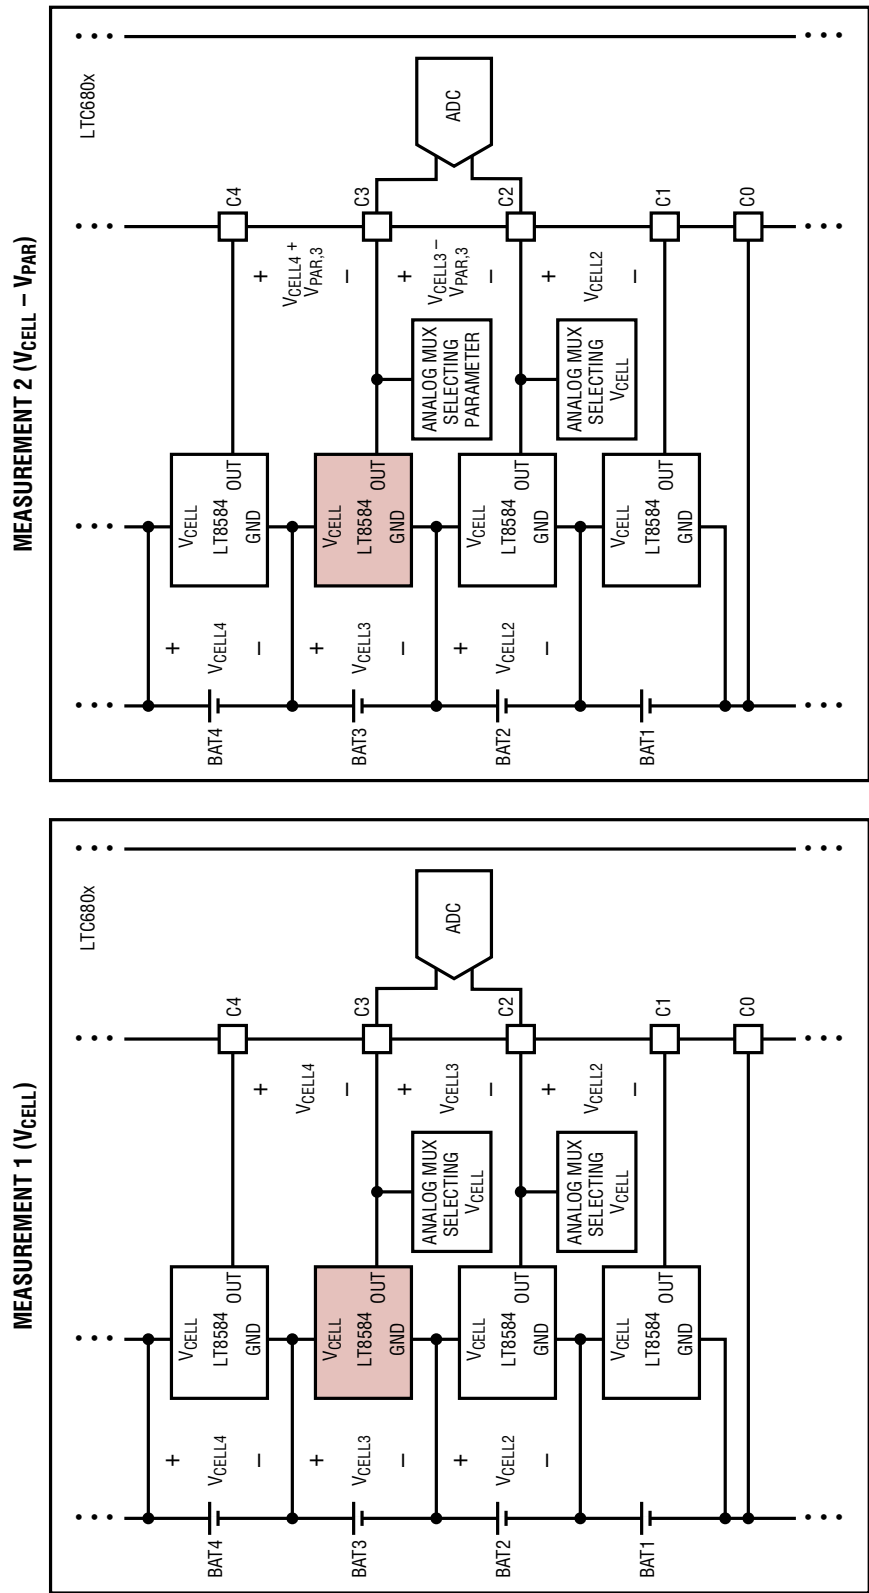 MEASUREMENT 1 (VCELL)
LTC680x
ADC
C4
C3
C2
C1
C0
+
VCELL4
–
+
VCELL3
–
+
VCELL2
–
ANALOG MUX
SELECTING
VCELL
ANALOG MUX
SELECTING
VCELL
VCELL
LT8584
GND
OUT
VCELL
LT8584
GND
OUT
VCELL
LT8584
GND
OUT
VCELL
LT8584
GND
OUT
+
VCELL4
–
+
VCELL3
–
+
VCELL2
–
BAT4
BAT3
BAT2
BAT1
MEASUREMENT 2 (VCELL – VPAR)
LTC680x
ADC
C4
C3
C2
C1
C0
+
VCELL4 +
VPAR,3
–
+
VCELL3 –
VPAR,3
–
+
VCELL2
–
ANALOG MUX
SELECTING
PARAMETER
ANALOG MUX
SELECTING
VCELL
VCELL
LT8584
GND
OUT
VCELL
LT8584
GND
OUT
VCELL
LT8584
GND
OUT
VCELL
LT8584
GND
OUT
+
VCELL4
–
+
VCELL3
–
+
VCELL2
–
BAT4
BAT3
BAT2
BAT1